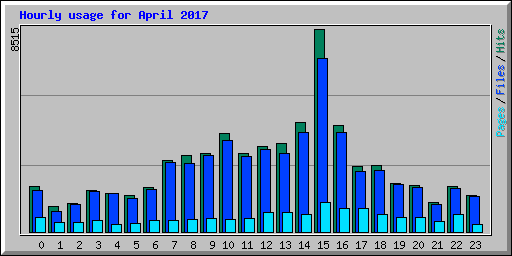 Hourly usage for April 2017
8515
Pages/Files/Hits
0 1 2 3 4 5 6 7 8 9 10 11 12 13 14 15 16 17 18 19 20 21 22 23